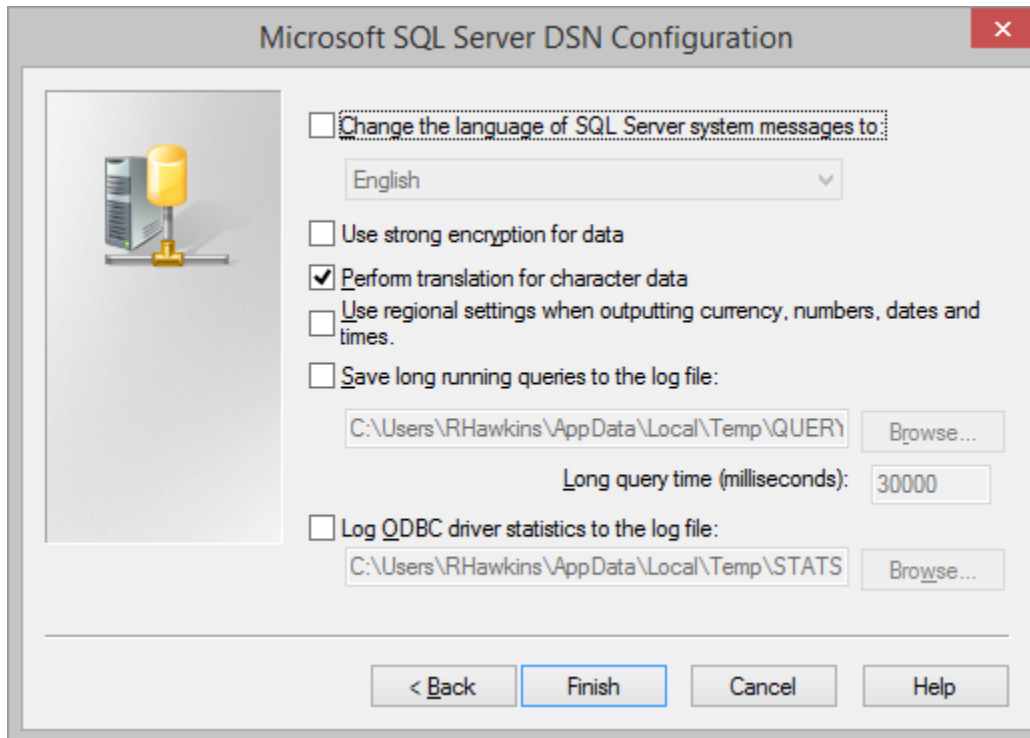 Microsoft SQL Server DSN Configuration
Change the language of SQL Server system messages to:
English
Use strong encryption for data
Perform translation for character data
Use regional settings when outputting currency, numbers, dates and
times.
Save long running queries to the log file:
C:\Users\RHawkins\AppData\Local\Temp\QUERY
Browse...
Long query time (milliseconds):
30000
Log ODBC driver statistics to the log file:
C:\Users\RHawkins\AppData\Local\Temp\STATS
Browse...
< Back
Finish
Cancel
Help